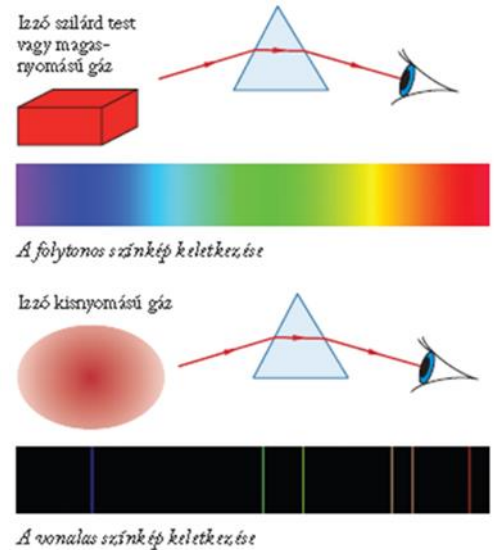 Izzó szilárd test
vagy magas-
nyomású gáz
A folytonos színkép keletkezése
Izzó kisnyomású gáz
A vonalas színkép keletkezése